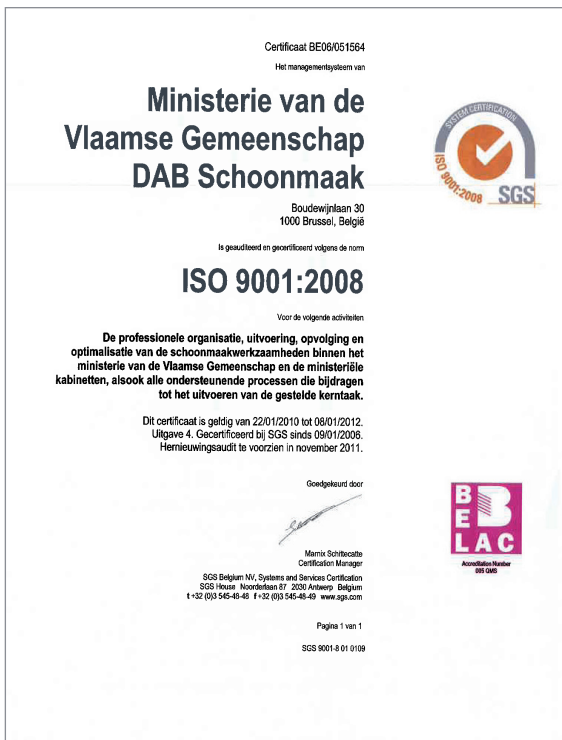 Certificaat BE06/051564
Het managementsysteem van
Ministerie van de
Vlaamse Gemeenschap
DAB Schoonmaak
Boudewijnlaan 30
1000 Brussel, België
Is geauditeerd en gecertificeerd volgens de norm
ISO 9001:2008
Voor de volgende activiteiten
De professionele organisatie, uitvoering, opvolging en
optimalisatie van de schoonmaakwerkzaamheden binnen het
ministerie van de Vlaamse Gemeenschap en de ministeriële
kabinetten, alsook alle ondersteunende processen die bijdragen
tot het uitvoeren van de gestelde kerntaak.
Dit certificaat is geldig van 22/01/2010 tot 08/01/2012.
Uitgave 4. Gecertificeerd bij SGS sinds 09/01/2006.
Hernieuwingsaudit te voorzien in november 2011.
Goedgekeurd door
Marnix Schittecatte
Certification Manager
SGS Belgium NV, Systems and Services Certification
SGS House Noorderlaan 87 2030 Antwerp Belgium
t +32 (0)3 545-48-48 f +32 (0)3 545-48-49 www.sgs.com
Pagina 1 van 1
SGS 9001-8 01 0109
SYSTEM CERTIFICATION
ISO 9001:2008
SGS
B
E
LAC
Accreditation Number
005 QMS